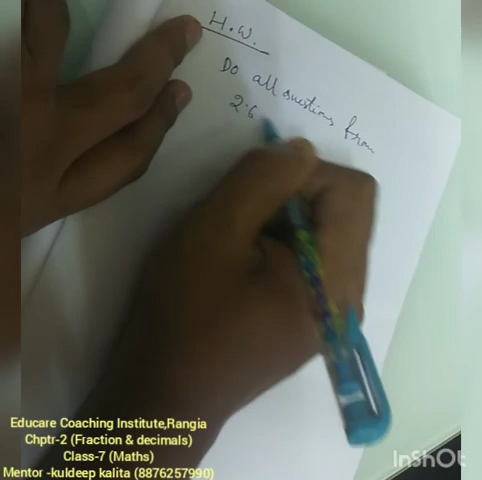 H.W.
Do all questions from
2.6
Educare Coaching Institute,Rangia
Chptr-2 (Fraction & decimals)
Class-7 (Maths)
Mentor -kuldeep kalita (8876257990)
InShOt